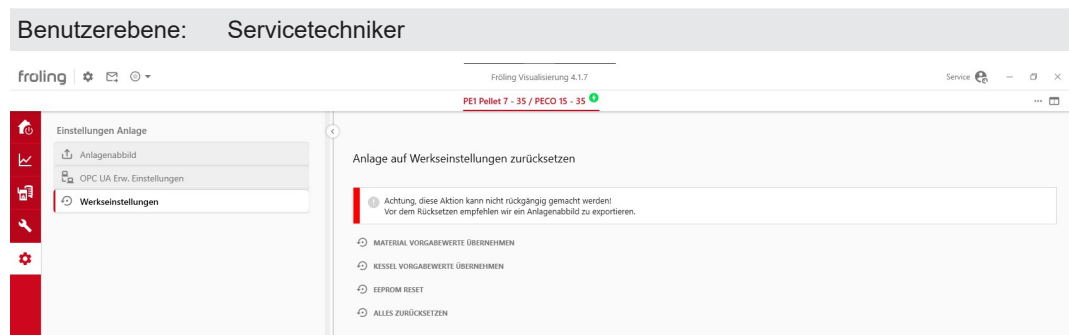 Benutzerebene: Servicetechniker
froling
Fröling Visualisierung 4.1.7
Service
PE1 Pellet 7 - 35 / PECO 15 - 35
Einstellungen Anlage
Anlagenabbild
OPC UA Erw. Einstellungen
Werkseinstellungen
Anlage auf Werkseinstellungen zurücksetzen
Achtung, diese Aktion kann nicht rückgängig gemacht werden!
Vor dem Rücksetzen empfehlen wir ein Anlagenabbild zu exportieren.
MATERIAL VORGABEWERTE ÜBERNEHMEN
KESSEL VORGABEWERTE ÜBERNEHMEN
EEPROM RESET
ALLES ZURÜCKSETZEN